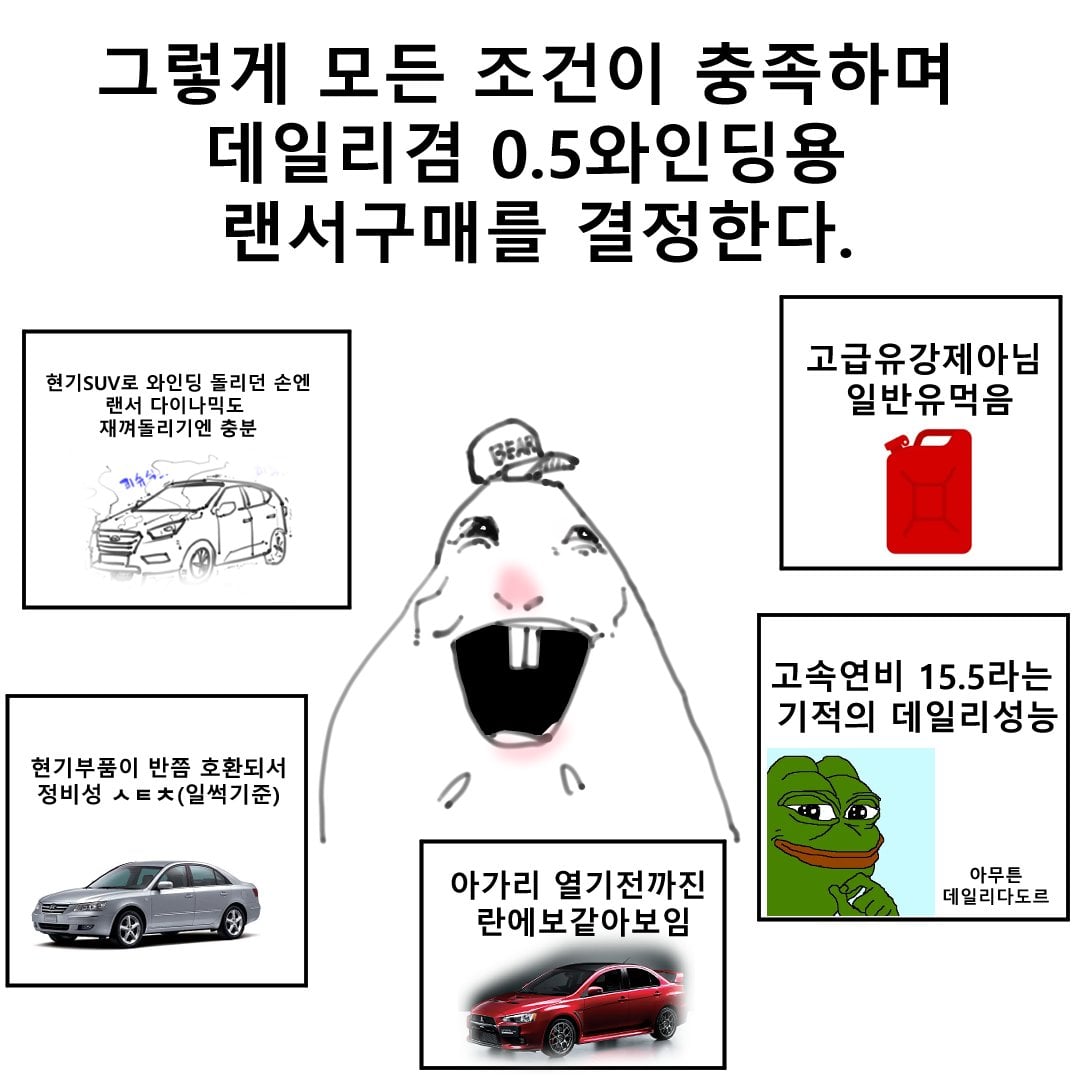 그렇게 모든 조건이 충족하며
데일리겸 0.5와인딩용
랜서구매를 결정한다.
현기SUV로 와인딩 돌리던 손엔
랜서 다이나믹도
재껴돌리기엔 충분
고급유강제아님
일반유먹음
BEAR
고속연비 15.5라는
기적의 데일리성능
아무튼
데일리다도르
현기부품이 반쯤 호환되서
정비성 ㅅㅌㅊ(일썩기준)
아가리 열기전까진
란에보같아보임